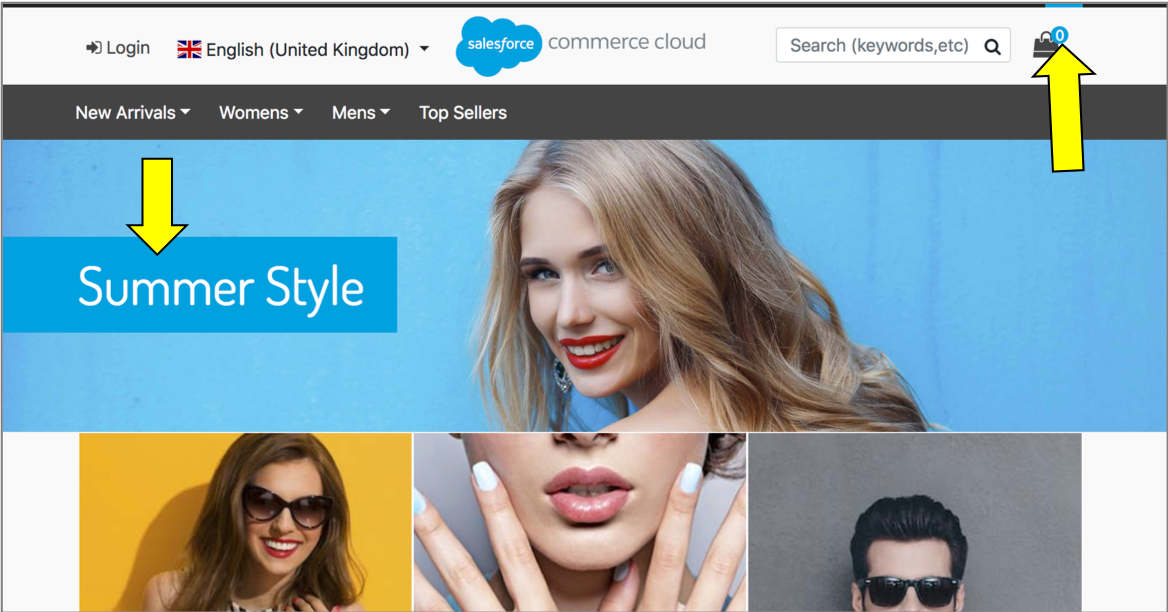 Login
English (United Kingdom)
salesforce commerce cloud
Search (keywords,etc)
0
New Arrivals Womens Mens Top Sellers
Summer Style